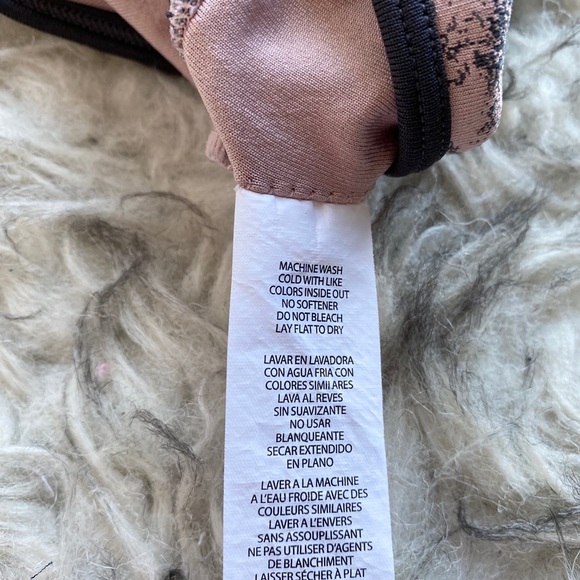 MACHINE WASH
COLD WITH LIKE
COLORS INSIDE OUT
NO SOFTENER
DO NOT BLEACH
LAY FLAT TO DRY
LAVAR EN LAVADORA
CON AGUA FRIA CON
COLORES SIMILARES
LAVA AL REVES
SIN SUAVIZANTE
NO USAR
BLANQUEANTE
SECAR EXTENDIDO
EN PLANO
LAVER A LA MACHINE
A L'EAU FROIDE AVEC DES
COULEURS SIMILAIRES
LAVER A L'ENVERS
SANS ASSOUPLISSANT
NE PAS UTILISER D'AGENTS
DE BLANCHIMENT
LAISSER SÉCHER À PLAT